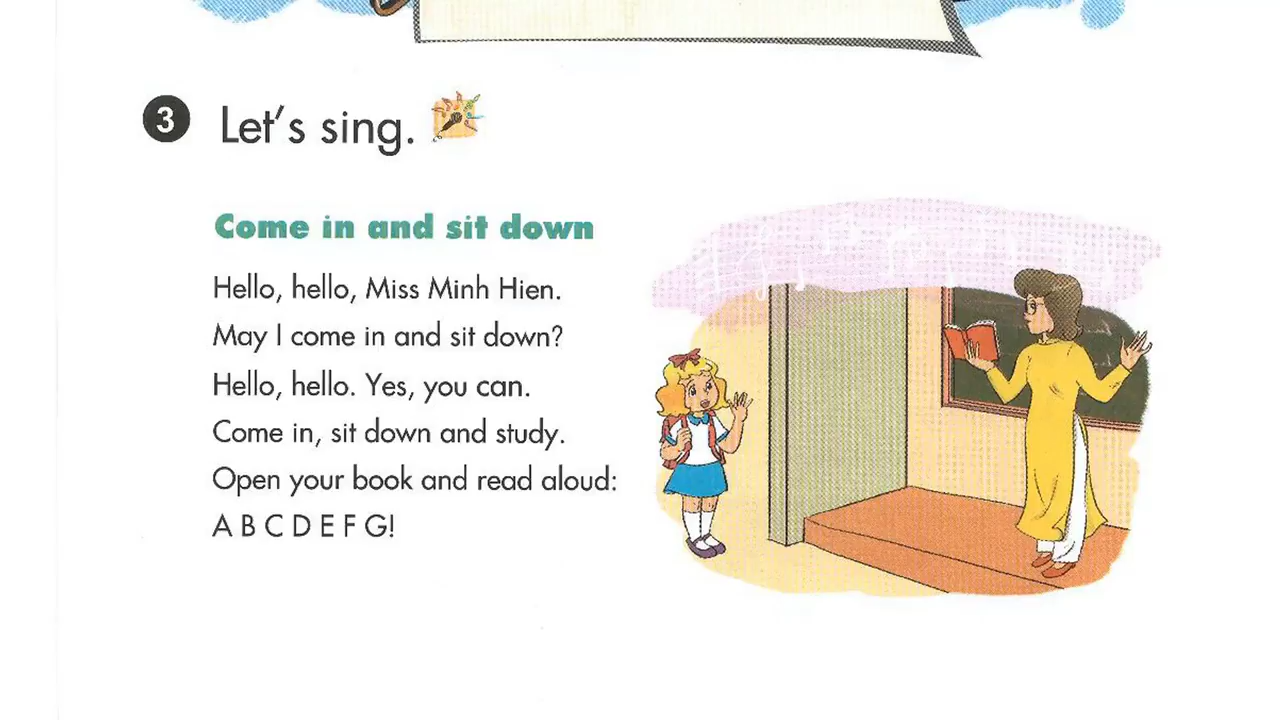 3 Let's sing.
Come in and sit down
Hello, hello, Miss Minh Hien.
May I come in and sit down?
Hello, hello. Yes, you can.
Come in, sit down and study.
Open your book and read aloud:
A B C D E F G!